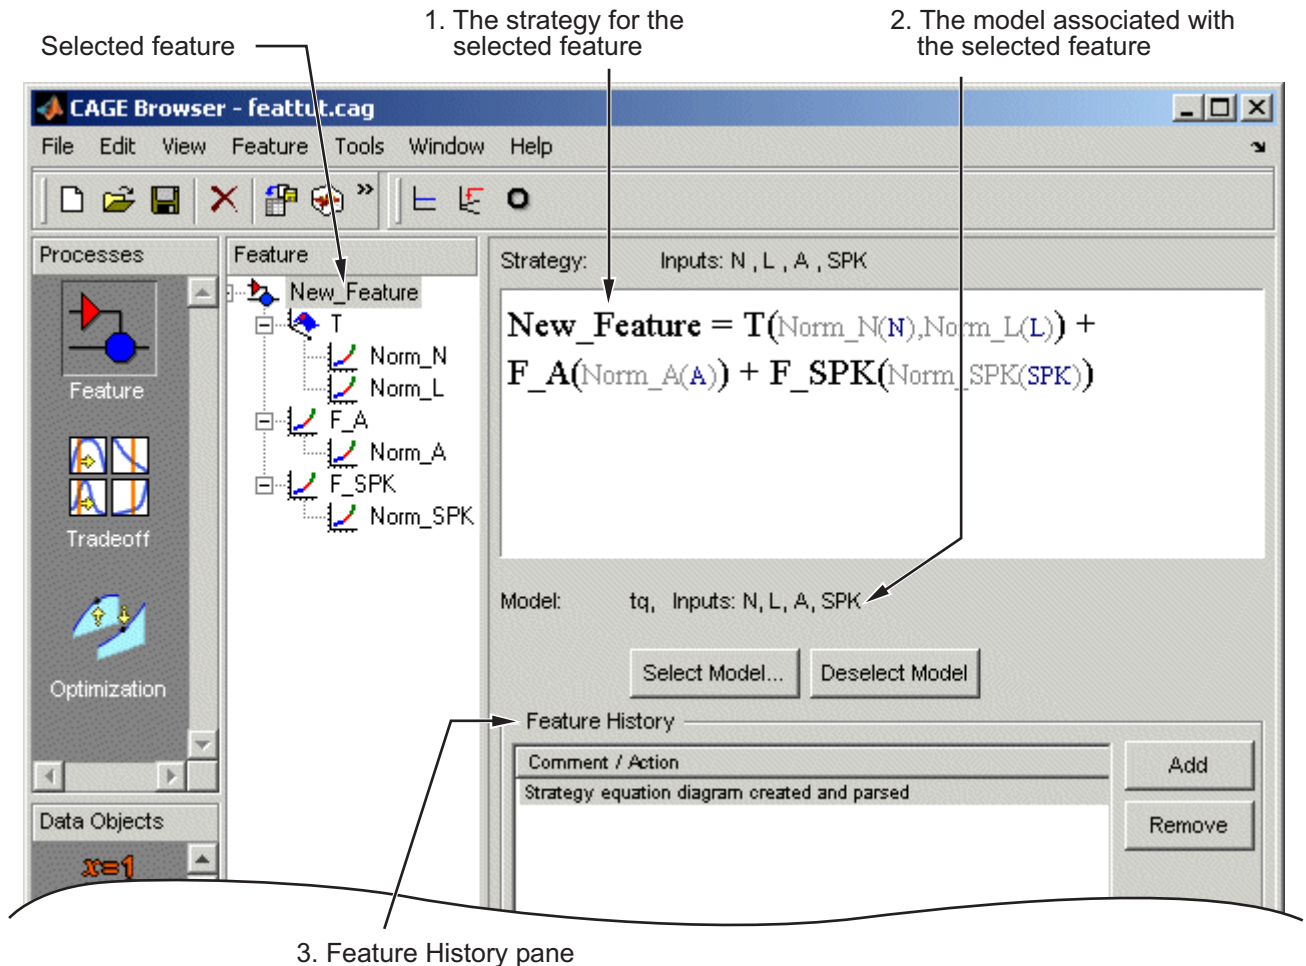 1. The strategy for the
selected feature
2. The model associated with
the selected feature
Selected feature
CAGE Browser - feattut.cag
File Edit View Feature Tools Window Help
Processes
Feature
Tradeoff
Optimization
Data Objects
x=1
Feature
New_Feature
T
Norm_N
Norm_L
F_A
Norm_A
F_SPK
Norm_SPK
Strategy: Inputs: N , L , A , SPK
New_Feature = T(Norm_N(N),Norm_L(L)) +
F_A(Norm_A(A)) + F_SPK(Norm_SPK(SPK))
Model: tq, Inputs: N, L, A, SPK
Select Model... Deselect Model
Feature History
Comment / Action
Strategy equation diagram created and parsed
Add
Remove
3. Feature History pane